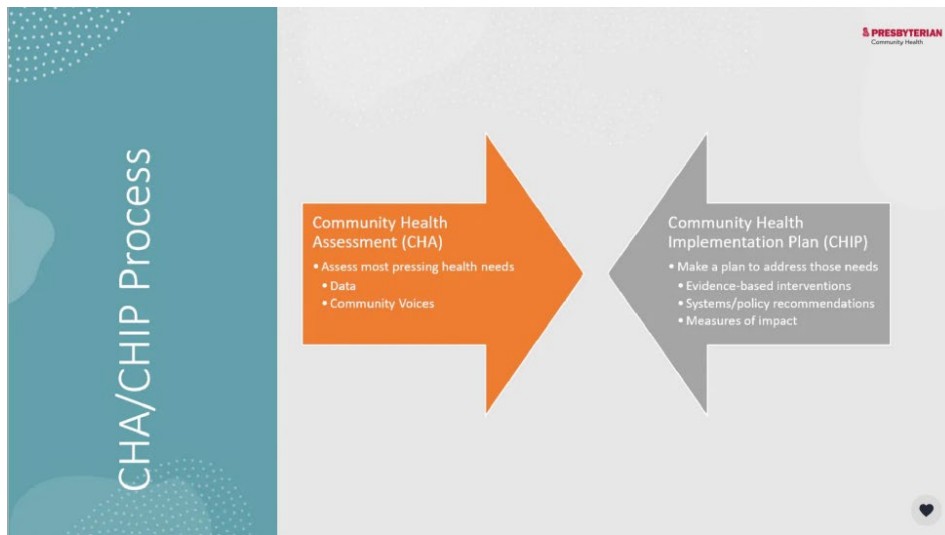 PRESBYTERIAN
Community Health
CHA/CHIP Process
Community Health
Assessment (CHA)
• Assess most pressing health needs
• Data
• Community Voices
Community Health
Implementation Plan (CHIP)
• Make a plan to address those needs
• Evidence-based interventions
• Systems/policy recommendations
• Measures of impact